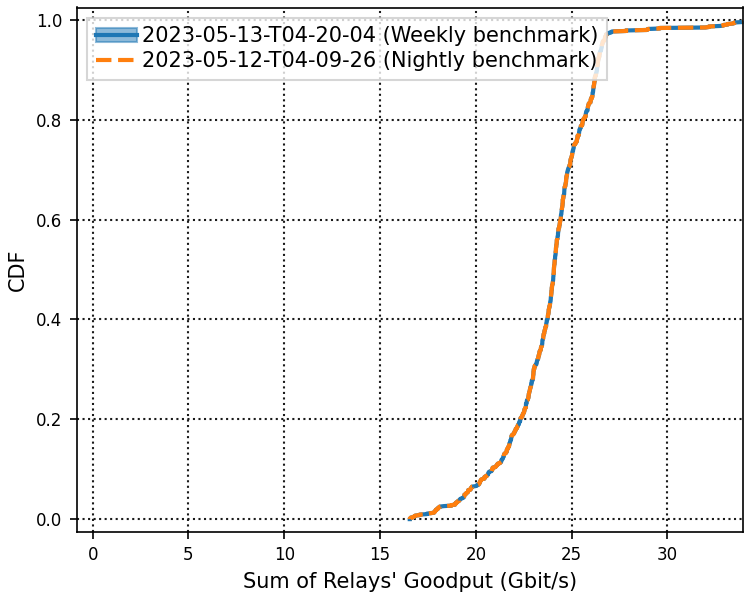 2023-05-13-T04-20-04 (Weekly benchmark)
2023-05-12-T04-09-26 (Nightly benchmark)
1.0
0.8
0.6
0.4
0.2
0.0
CDF
0 5 10 15 20 25 30
Sum of Relays' Goodput (Gbit/s)